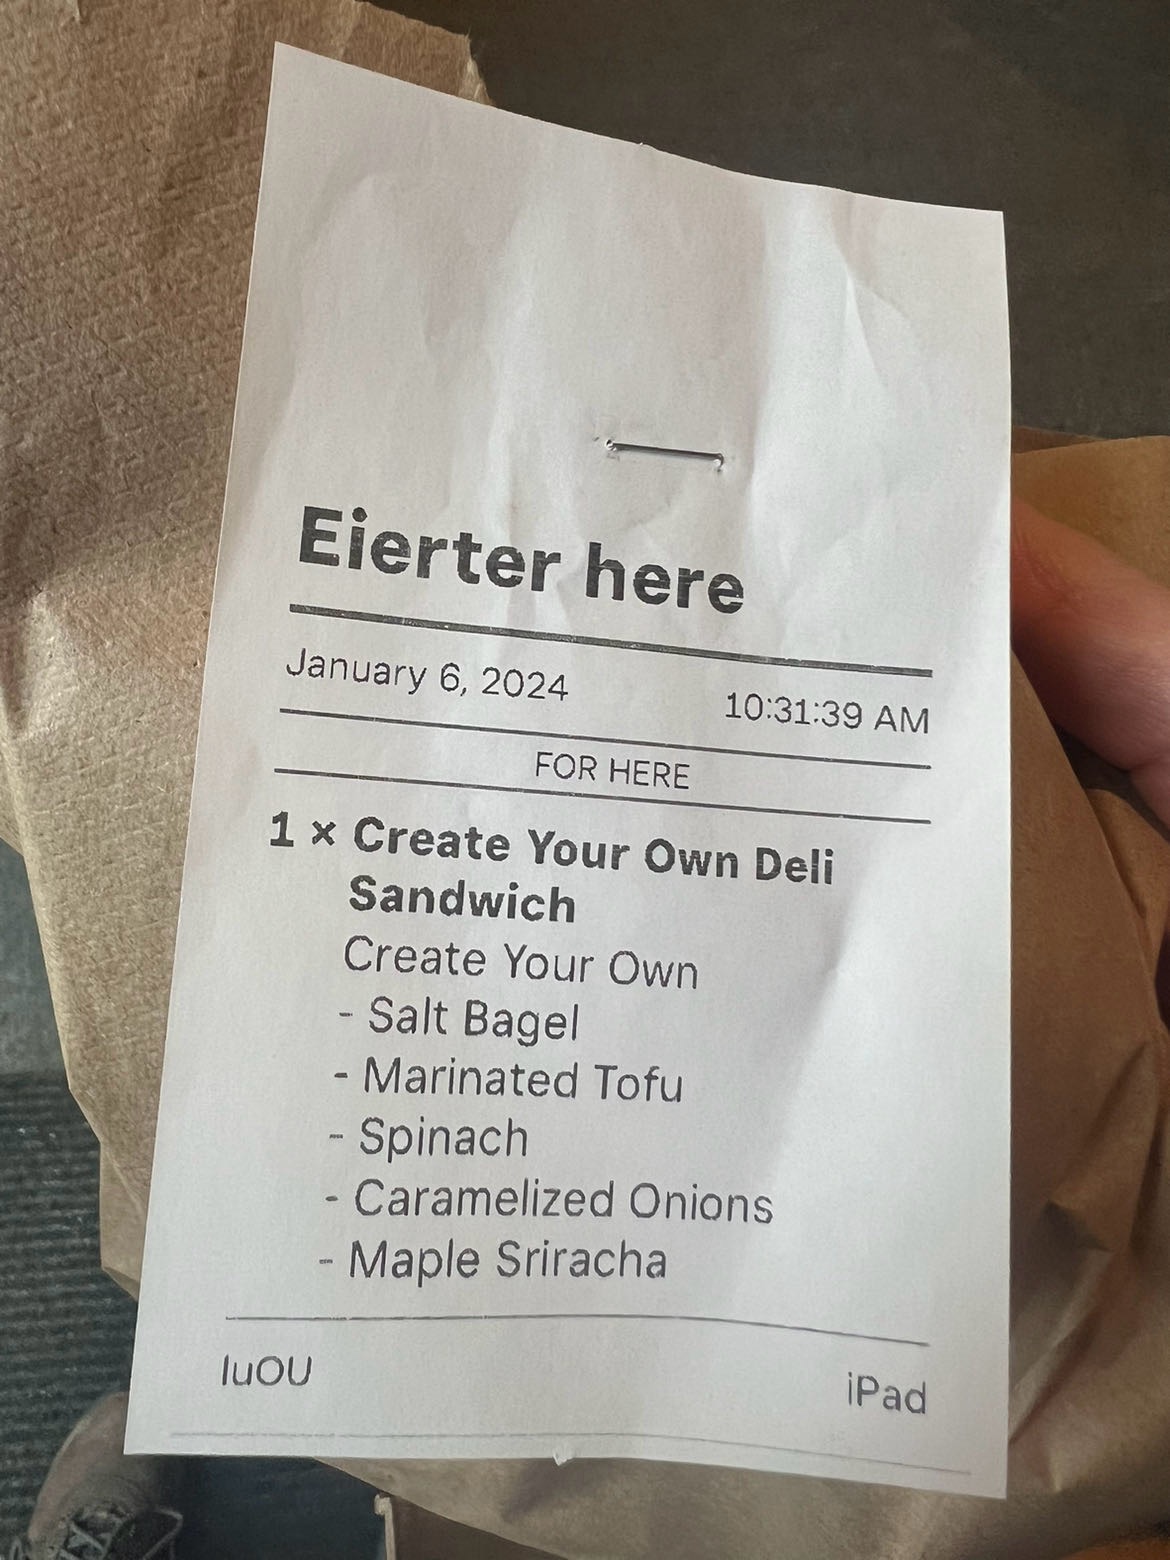 Eierter here
January 6, 2024 10:31:39 AM
FOR HERE
1 × Create Your Own Deli
Sandwich
Create Your Own
- Salt Bagel
- Marinated Tofu
- Spinach
- Caramelized Onions
- Maple Sriracha
IuOU iPad